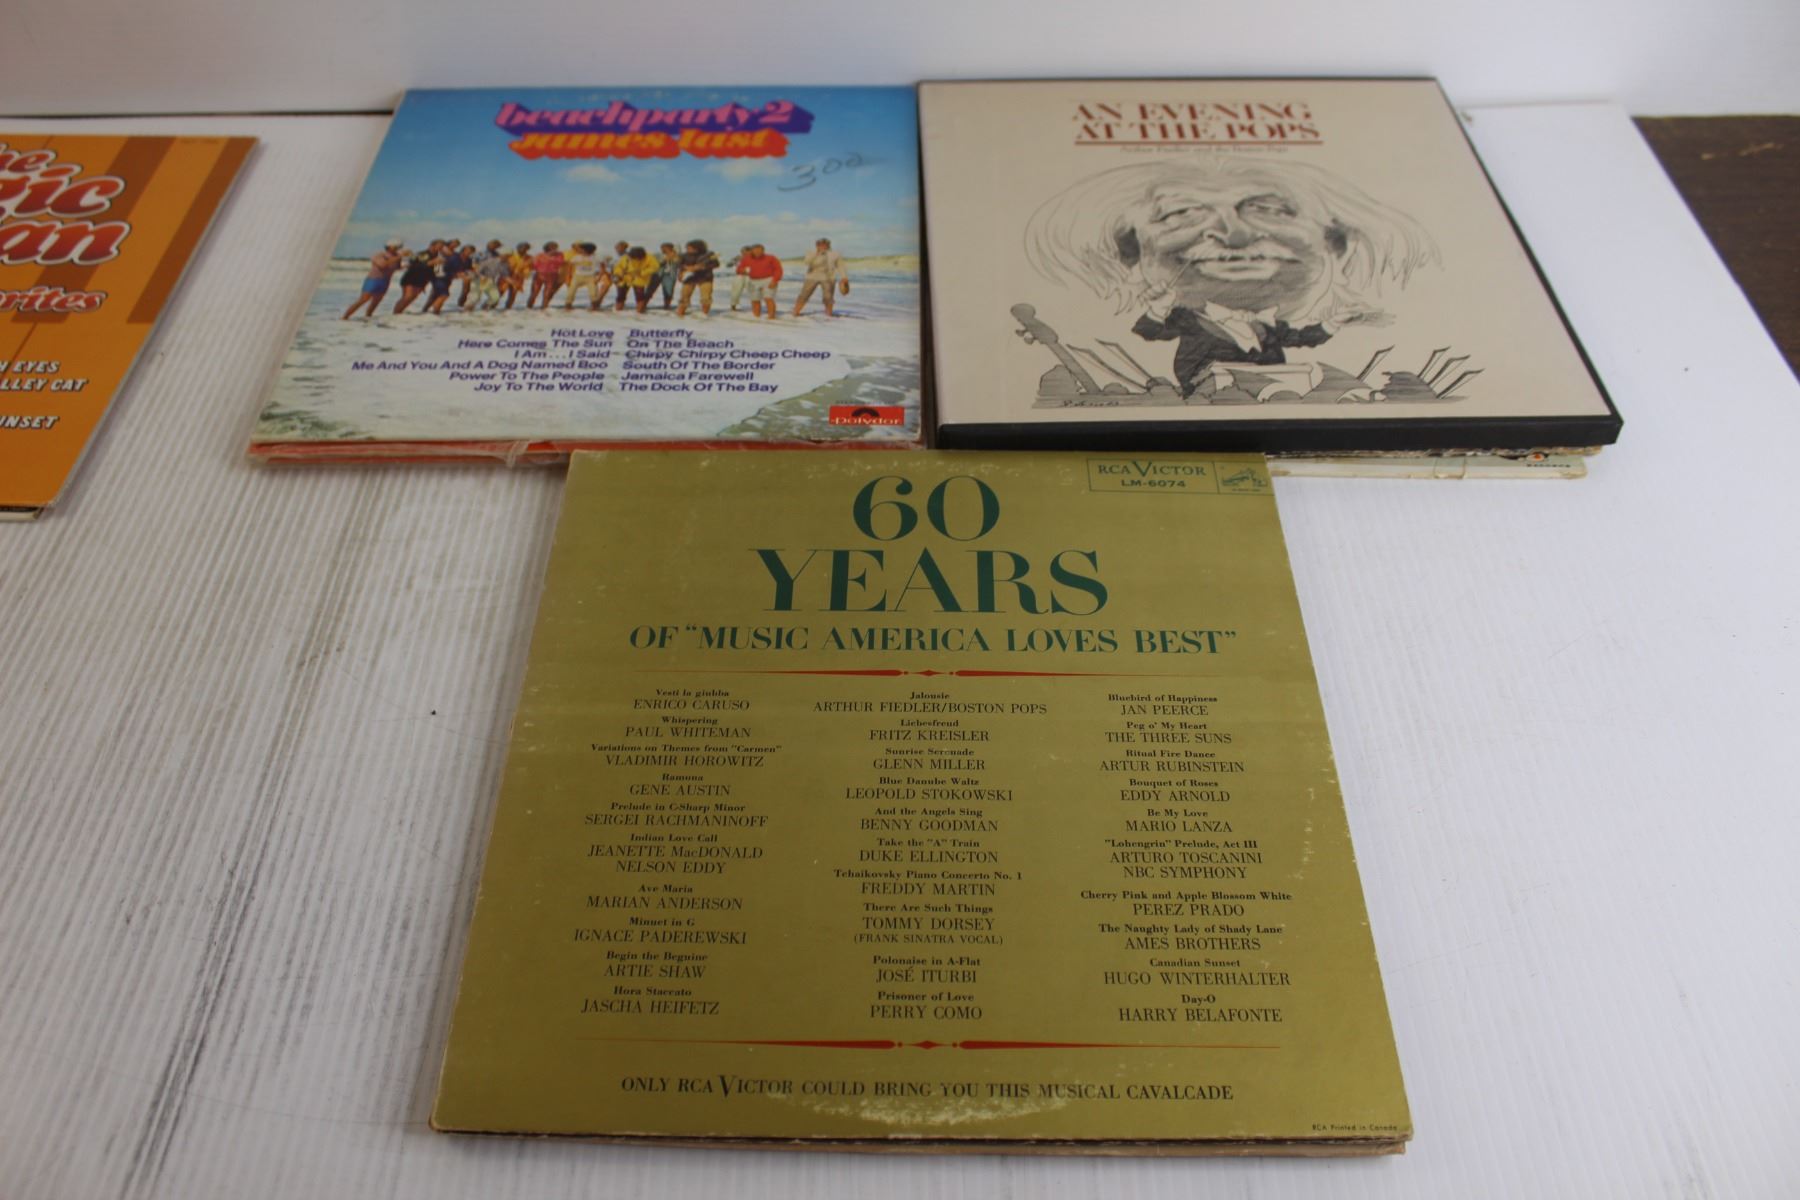 beachparty 2
james last
302
Hot Love Butterfly
Here Comes The Sun On The Beach
I Am...I Said Chirpy Chirpy Cheep Cheep
Me And You And A Dog Named Boo South Of The Border
Power To The People Jamaica Farewell
Joy To The World The Dock Of The Bay
Polydor
AN EVENING
AT THE POPS
Arthur Fiedler and the Boston Pops
EYES
ALLEY CAT
60
YEARS
OF "MUSIC AMERICA LOVES BEST"
RCA VICTOR
LM-6074
Vesti la giubba
ENRICO CARUSO
Whispering
PAUL WHITEMAN
Variations on Themes from "Carmen"
VLADIMIR HOROWITZ
Ramona
GENE AUSTIN
Prelude in C-Sharp Minor
SERGEI RACHMANINOFF
Indian Love Call
JEANETTE MacDONALD
NELSON EDDY
Ave Maria
MARIAN ANDERSON
Minuet in G
IGNACE PADEREWSKI
Begin the Beguine
ARTIE SHAW
Hora Staccato
JASCHA HEIFETZ
Jalousie
ARTHUR FIEDLER/BOSTON POPS
Liebesfreud
FRITZ KREISLER
Sunrise Serenade
GLENN MILLER
Blue Danube Waltz
LEOPOLD STOKOWSKI
And the Angels Sing
BENNY GOODMAN
Take the "A" Train
DUKE ELLINGTON
Tchaikovsky Piano Concerto No. 1
FREDDY MARTIN
There Are Such Things
TOMMY DORSEY
(FRANK SINATRA VOCAL)
Polonaise in A-Flat
JOSÉ ITURBI
Prisoner of Love
PERRY COMO
Bluebird of Happiness
JAN PEERCE
Peg o' My Heart
THE THREE SUNS
Ritual Fire Dance
ARTUR RUBINSTEIN
Bouquet of Roses
EDDY ARNOLD
Be My Love
MARIO LANZA
"Lohengrin" Prelude, Act III
ARTURO TOSCANINI
NBC SYMPHONY
Cherry Pink and Apple Blossom White
PEREZ PRADO
The Naughty Lady of Shady Lane
AMES BROTHERS
Canadian Sunset
HUGO WINTERHALTER
Day-O
HARRY BELAFONTE
ONLY RCA VICTOR COULD BRING YOU THIS MUSICAL CAVALCADE
RCA Printed in Canada